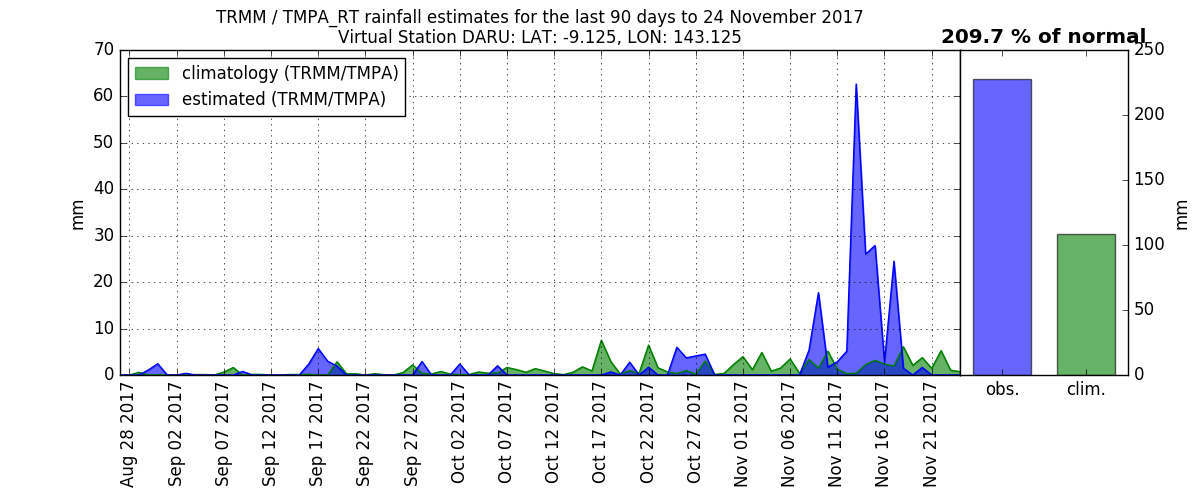 TRMM / TMPA_RT rainfall estimates for the last 90 days to 24 November 2017
Virtual Station DARU: LAT: -9.125, LON: 143.125
209.7 % of normal
climatology (TRMM/TMPA)
estimated (TRMM/TMPA)
70
60
50
40
30
20
10
0
mm
Aug 28 2017
Sep 02 2017
Sep 07 2017
Sep 12 2017
Sep 17 2017
Sep 22 2017
Sep 27 2017
Oct 02 2017
Oct 07 2017
Oct 12 2017
Oct 17 2017
Oct 22 2017
Oct 27 2017
Nov 01 2017
Nov 06 2017
Nov 11 2017
Nov 16 2017
Nov 21 2017
obs.
clim.
250
200
150
100
50
0
mm